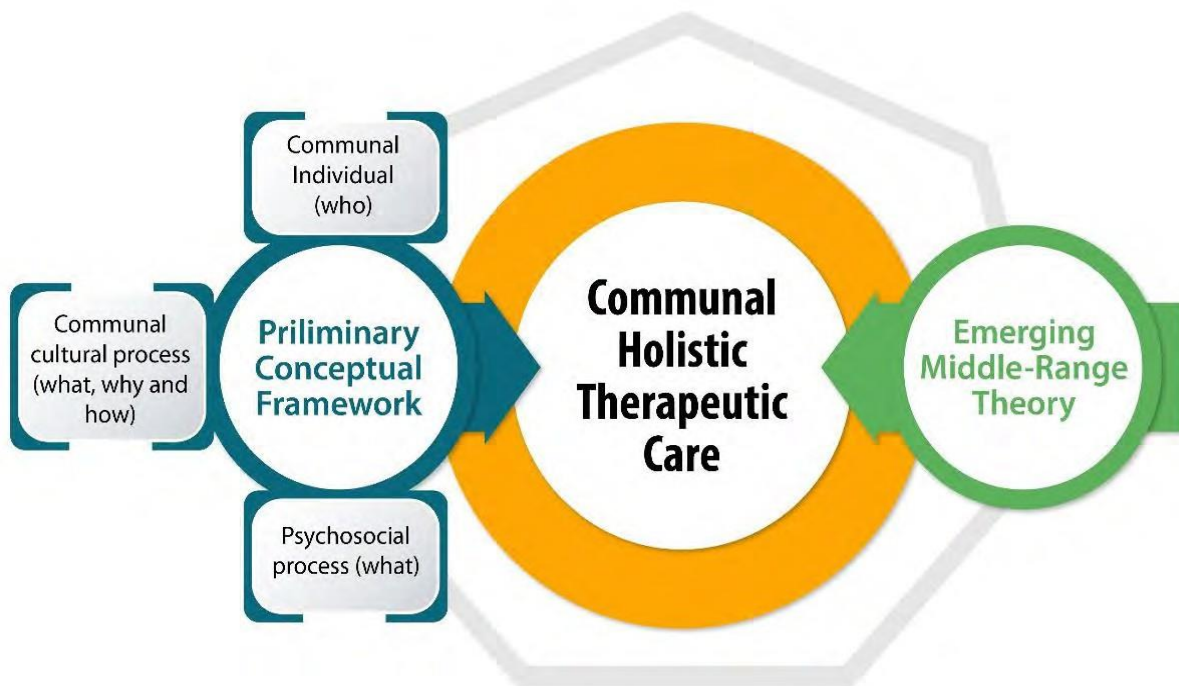 Communal
Individual
(who)
Communal
cultural process
(what, why and
how)
Priliminary
Conceptual
Framework
Psychosocial
process (what)
Communal
Holistic
Therapeutic
Care
Emerging
Middle-Range
Theory